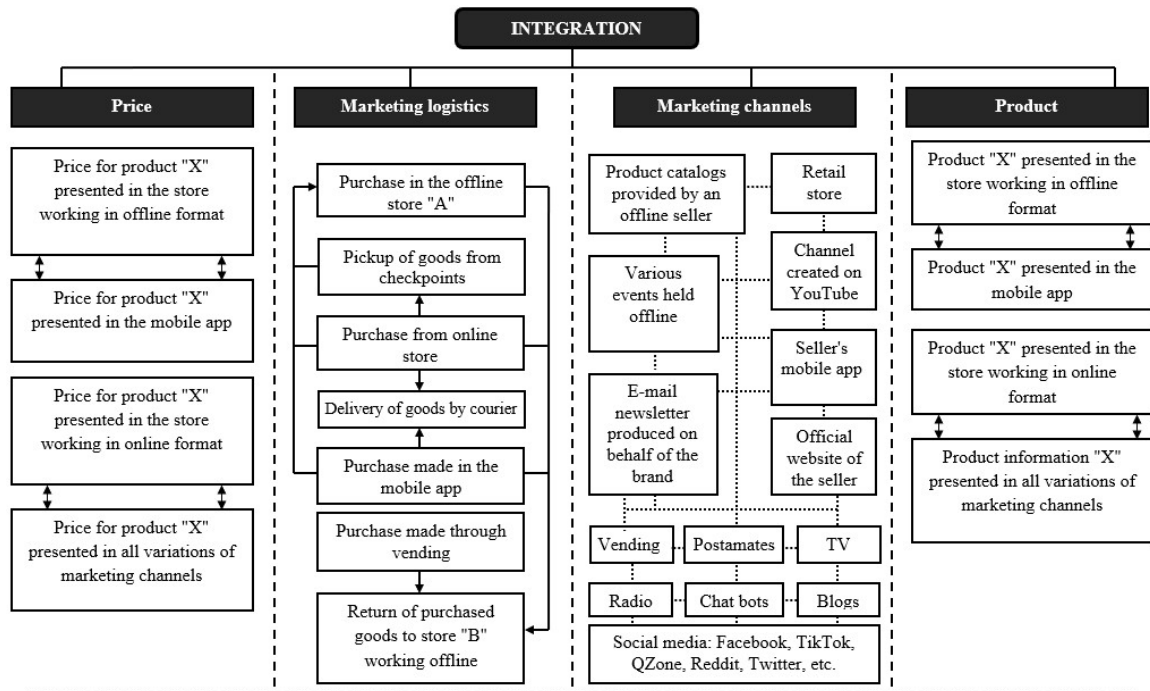 INTEGRATION
Price
Price for product "X"
presented in the store
working in offline format
Price for product "X"
presented in the mobile app
Price for product "X"
presented in the store
working in online format
Price for product "X"
presented in all variations of
marketing channels
Marketing logistics
Purchase in the offline
store "A"
Pickup of goods from
checkpoints
Purchase from online
store
Delivery of goods by courier
Purchase made in the
mobile app
Purchase made through
vending
Return of purchased
goods to store "B"
working offline
Marketing channels
Product catalogs
provided by an
offline seller
Retail
store
Various
events held
offline
Channel
created on
YouTube
Seller's
mobile app
E-mail
newsletter
produced on
behalf of the
brand
Official
website of
the seller
Vending
Postamates
TV
Radio
Chat bots
Blogs
Social media: Facebook, TikTok,
QZone, Reddit, Twitter, etc.
Product
Product "X" presented in the
store working in offline
format
Product "X" presented in the
mobile app
Product "X" presented in the
store working in online
format
Product information "X"
presented in all variations of
marketing channels